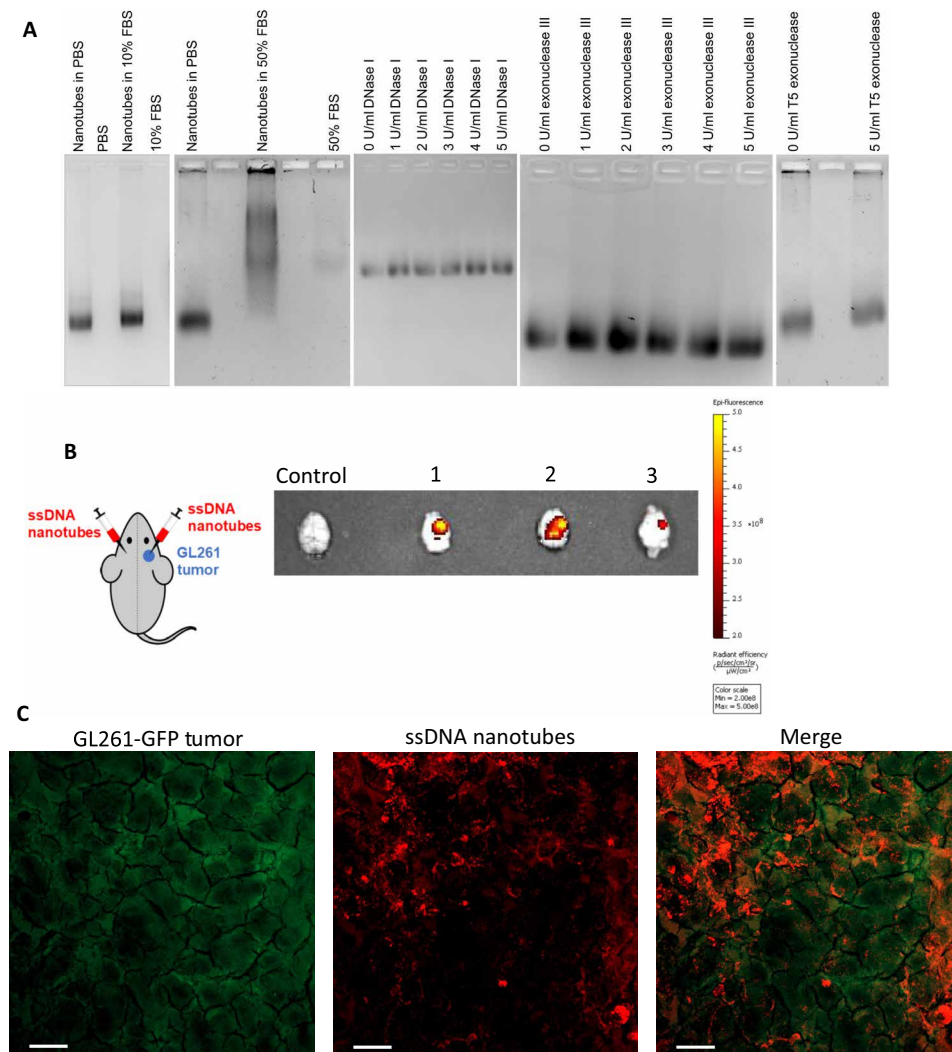 A
Nanotubes in PBS
PBS
Nanotubes in 10% FBS
10% FBS
Nanotubes in PBS
Nanotubes in 50% FBS
50% FBS
0 U/ml DNase I
1 U/ml DNase I
2 U/ml DNase I
3 U/ml DNase I
4 U/ml DNase I
5 U/ml DNase I
0 U/ml exonuclease III
1 U/ml exonuclease III
2 U/ml exonuclease III
3 U/ml exonuclease III
4 U/ml exonuclease III
5 U/ml exonuclease III
0 U/ml T5 exonuclease
5 U/ml T5 exonuclease
B
ssDNA
nanotubes
ssDNA
nanotubes
GL261
tumor
Control 1 2 3
Epi-fluorescence
5.0
4.5
4.0
3.5 ×10⁸
3.0
2.5
2.0
Radiant efficiency
(p/sec/cm²/sr
µW/cm²)
Color scale
Min = 2.00e8
Max = 5.00e8
C
GL261-GFP tumor ssDNA nanotubes Merge